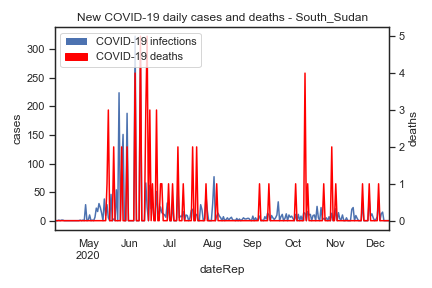 New COVID-19 daily cases and deaths - South_Sudan
COVID-19 infections
COVID-19 deaths
300
250
200
150
100
50
0
cases
5
4
3
2
1
0
deaths
May Jun Jul Aug Sep Oct Nov Dec
2020
dateRep